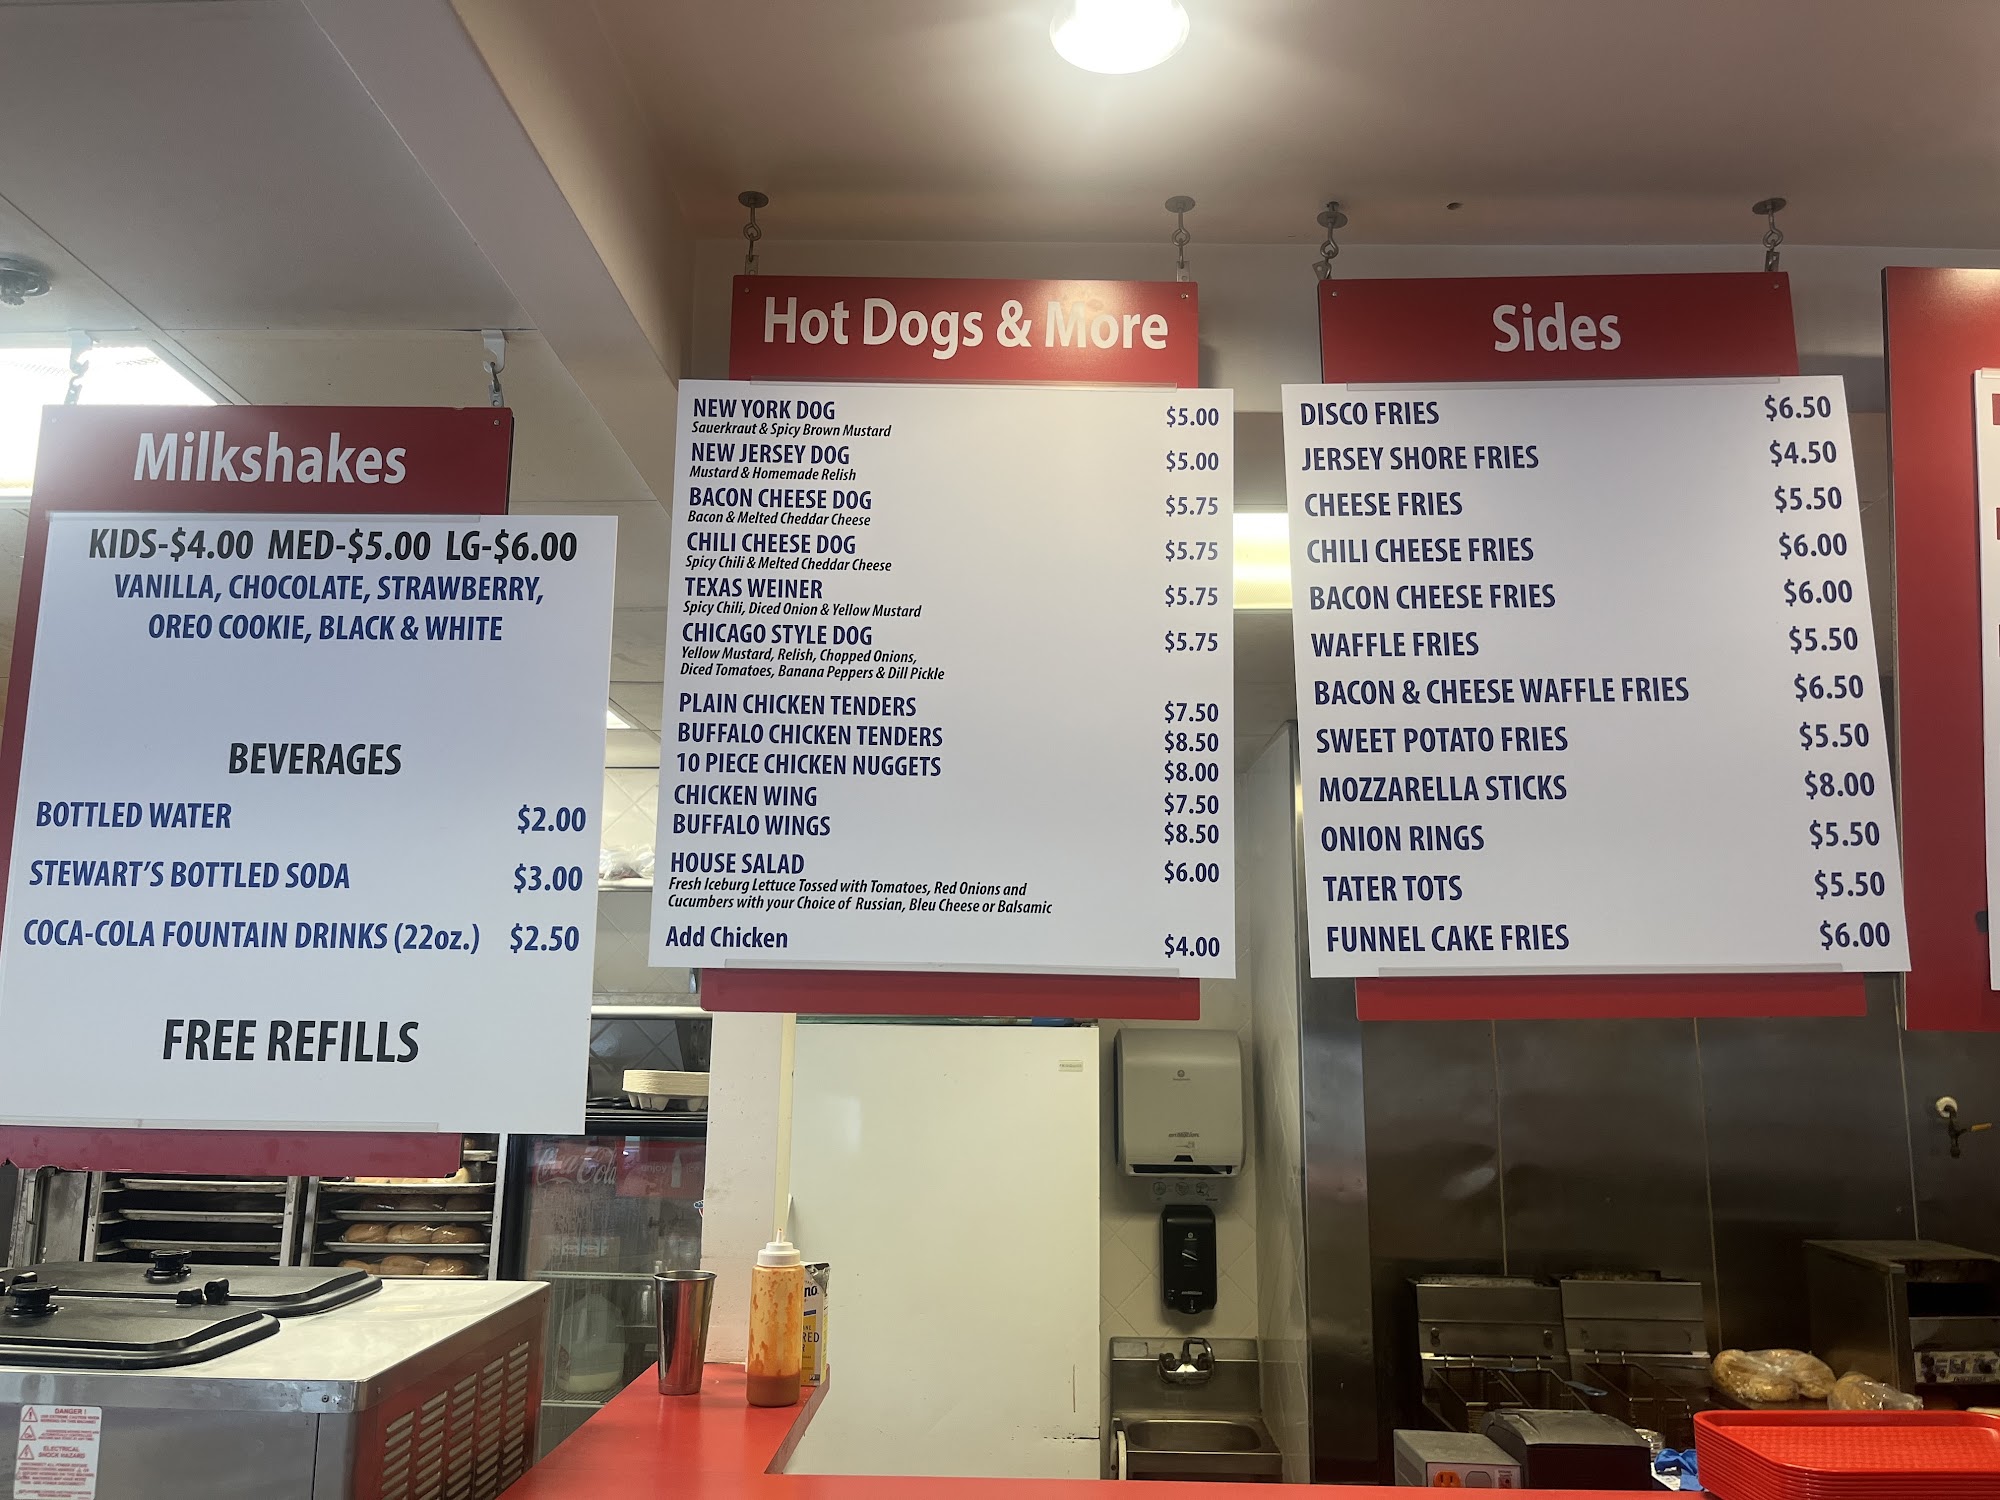 Milkshakes
KIDS-$4.00 MED-$5.00 LG-$6.00
VANILLA, CHOCOLATE, STRAWBERRY,
OREO COOKIE, BLACK & WHITE
BEVERAGES
BOTTLED WATER $2.00
STEWART'S BOTTLED SODA $3.00
COCA-COLA FOUNTAIN DRINKS (22oz.) $2.50
FREE REFILLS
Hot Dogs & More
NEW YORK DOG $5.00
Sauerkraut & Spicy Brown Mustard
NEW JERSEY DOG $5.00
Mustard & Homemade Relish
BACON CHEESE DOG $5.75
Bacon & Melted Cheddar Cheese
CHILI CHEESE DOG $5.75
Spicy Chili & Melted Cheddar Cheese
TEXAS WEINER $5.75
Spicy Chili, Diced Onion & Yellow Mustard
CHICAGO STYLE DOG $5.75
Yellow Mustard, Relish, Chopped Onions,
Diced Tomatoes, Banana Peppers & Dill Pickle
PLAIN CHICKEN TENDERS $7.50
BUFFALO CHICKEN TENDERS $8.50
10 PIECE CHICKEN NUGGETS $8.00
CHICKEN WING $7.50
BUFFALO WINGS $8.50
HOUSE SALAD $6.00
Fresh Iceburg Lettuce Tossed with Tomatoes, Red Onions and
Cucumbers with your Choice of Russian, Bleu Cheese or Balsamic
Add Chicken $4.00
Sides
DISCO FRIES $6.50
JERSEY SHORE FRIES $4.50
CHEESE FRIES $5.50
CHILI CHEESE FRIES $6.00
BACON CHEESE FRIES $6.00
WAFFLE FRIES $5.50
BACON & CHEESE WAFFLE FRIES $6.50
SWEET POTATO FRIES $5.50
MOZZARELLA STICKS $8.00
ONION RINGS $5.50
TATER TOTS $5.50
FUNNEL CAKE FRIES $6.00
Coca-Cola
DANGER !
ELECTRICAL
SHOCK HAZARD